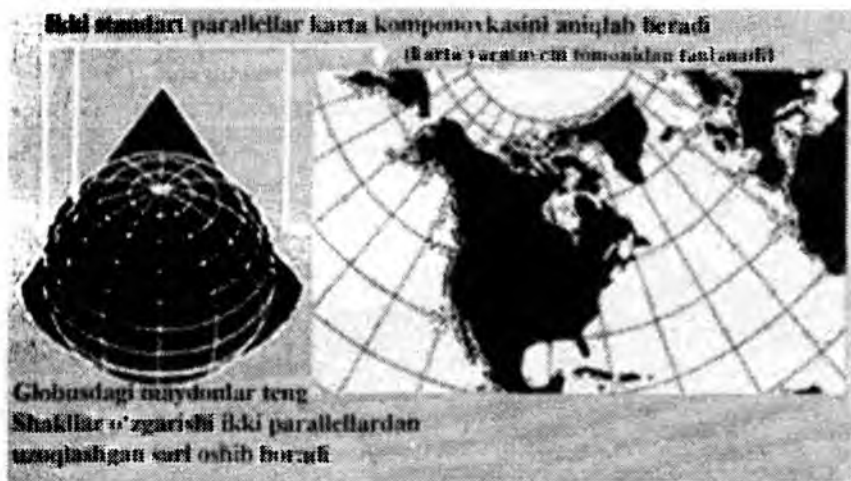 Ikki standart parallellar karta komponovkasini aniqlab beradi
(karta yaratuvchi tomonidan tanlanadi)
Globusdagi maydonlar teng
Shakllar o‘zgarishi ikki parallellardan
uzoqlashgan sari oshib boradi